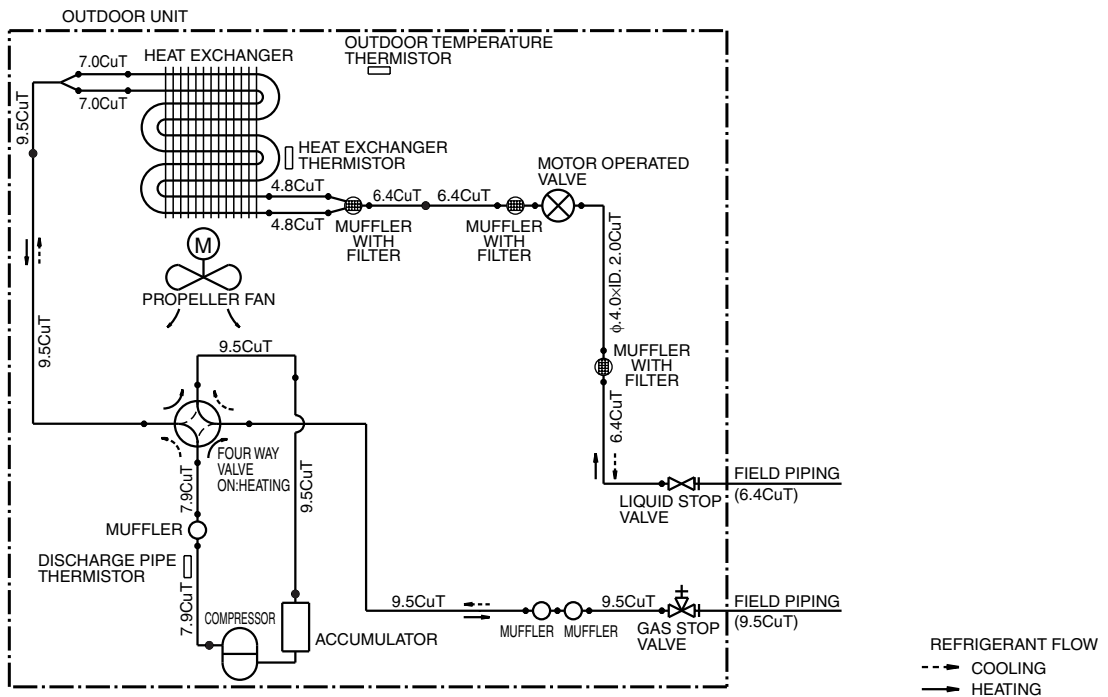 OUTDOOR UNIT
HEAT EXCHANGER
OUTDOOR TEMPERATURE
THERMISTOR
7.0CuT
7.0CuT
9.5CuT
HEAT EXCHANGER
THERMISTOR
4.8CuT
4.8CuT
6.4CuT
6.4CuT
MUFFLER
WITH
FILTER
MUFFLER
WITH
FILTER
MOTOR OPERATED
VALVE
M
PROPELLER FAN
ϕ.4.0×ID. 2.0CuT
9.5CuT
9.5CuT
MUFFLER
WITH
FILTER
6.4CuT
FOUR WAY
VALVE
ON:HEATING
9.5CuT
7.9CuT
FIELD PIPING
(6.4CuT)
LIQUID STOP
VALVE
MUFFLER
DISCHARGE PIPE
THERMISTOR
7.9CuT
COMPRESSOR
ACCUMULATOR
9.5CuT
MUFFLER
MUFFLER
9.5CuT
GAS STOP
VALVE
FIELD PIPING
(9.5CuT)
REFRIGERANT FLOW
COOLING
HEATING